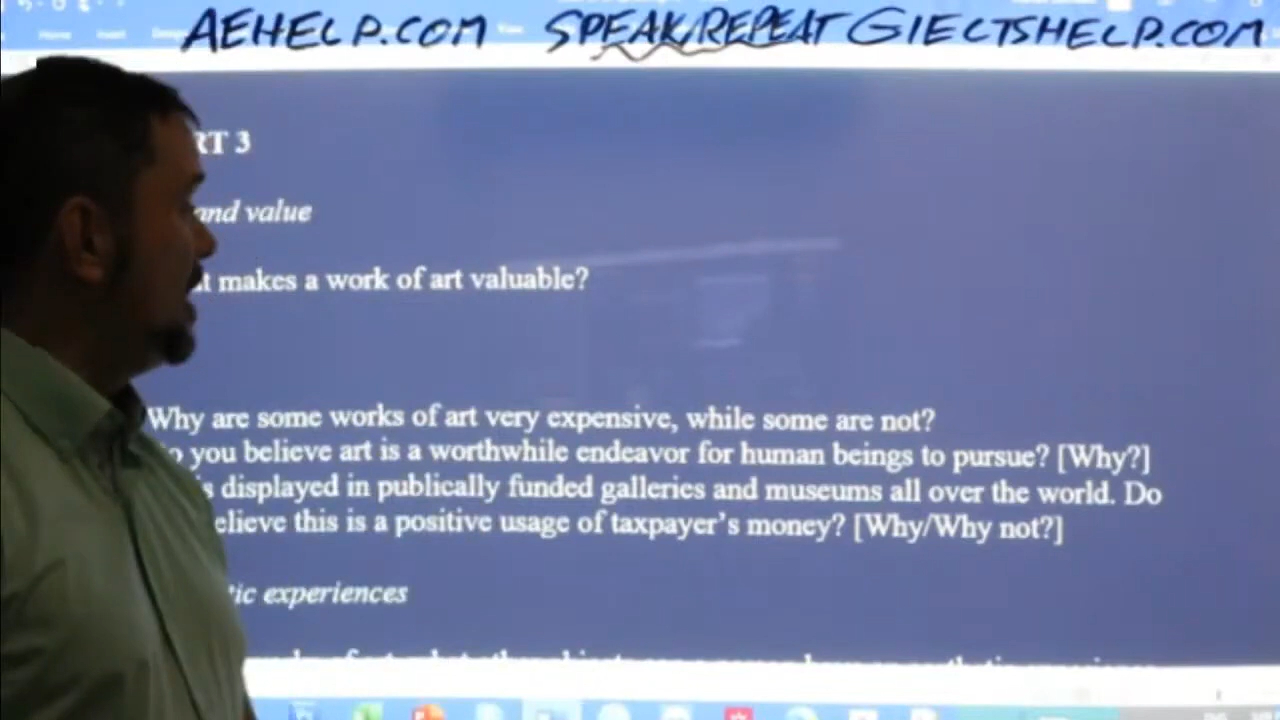 AEHELP.COM SPEAK/REPEAT GIELTSHELP.COM
RT 3
and value
t makes a work of art valuable?
Why are some works of art very expensive, while some are not?
o you believe art is a worthwhile endeavor for human beings to pursue? [Why?]
s displayed in publically funded galleries and museums all over the world. Do
elieve this is a positive usage of taxpayer's money? [Why/Why not?]
tic experiences